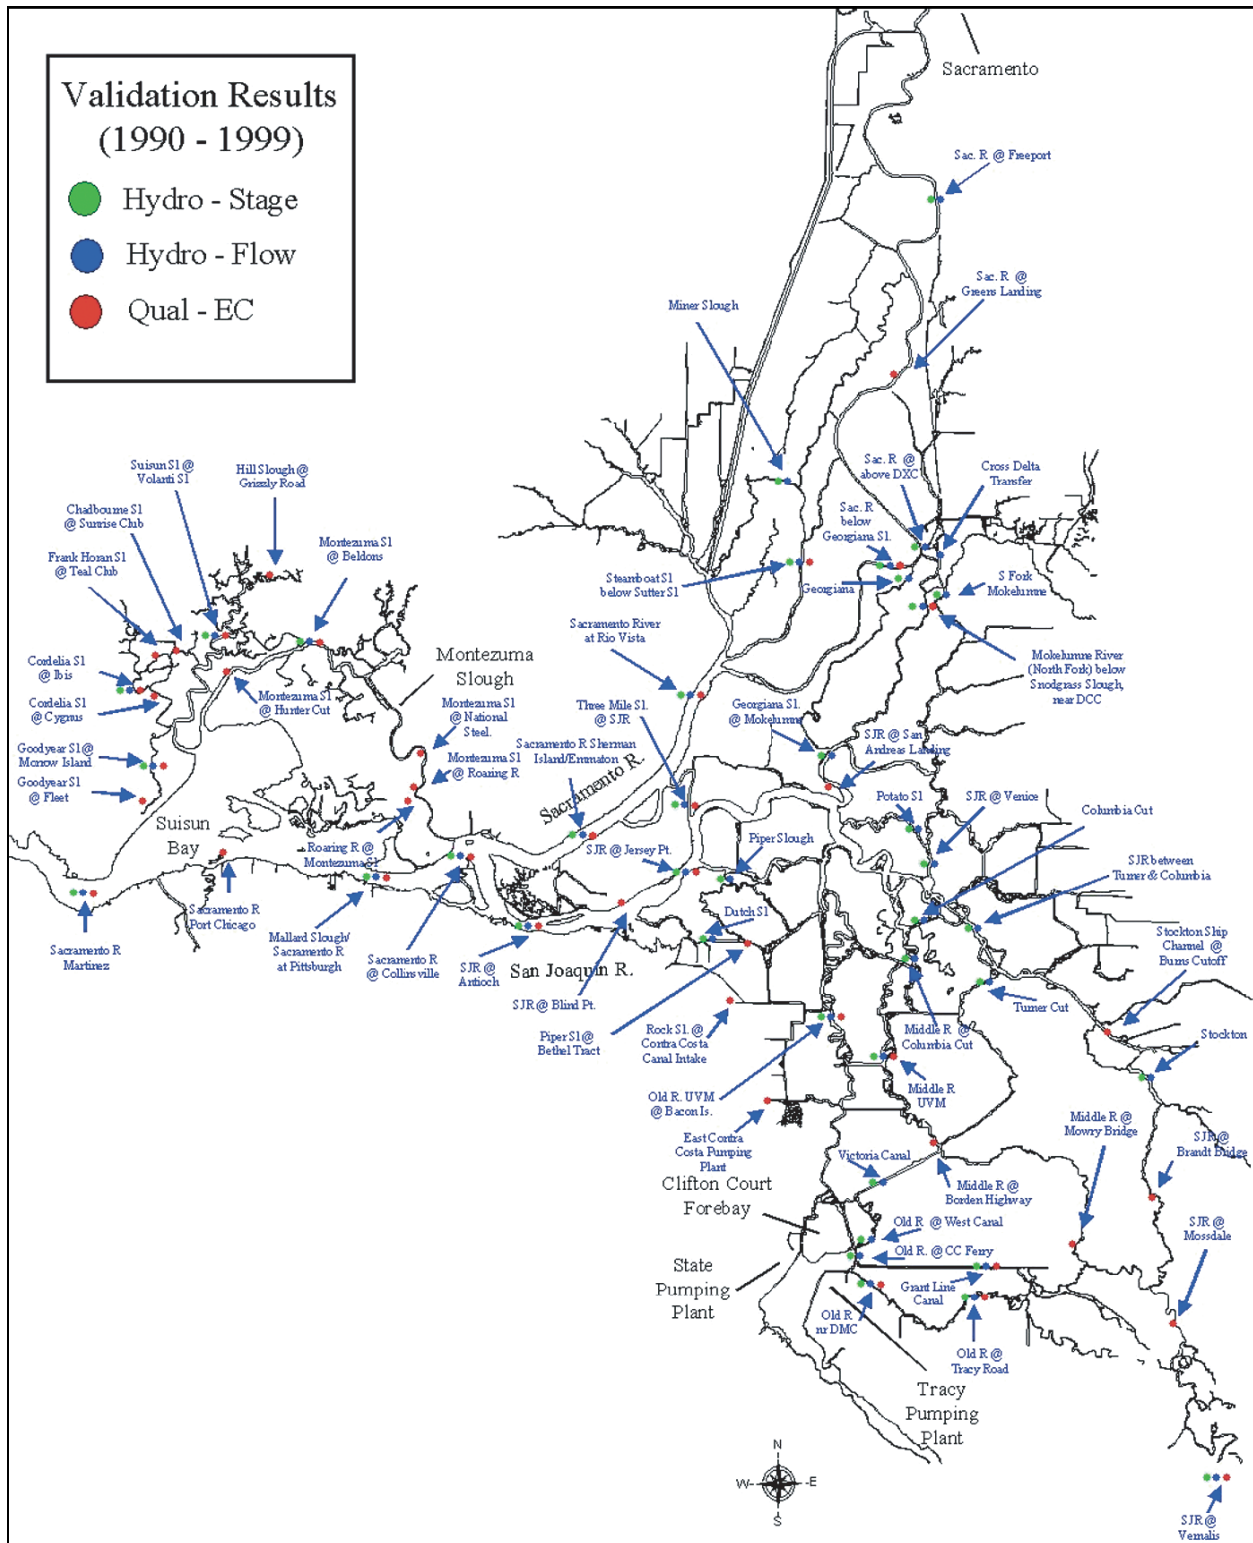 Validation Results
(1990 - 1999)
Hydro - Stage
Hydro - Flow
Qual - EC
Sacramento
Sac. R @ Freeport
Sac. R @
Greens Landing
Miner Slough
Sac. R @
above DXC
Cross Delta
Transfer
Sac. R
below
Georgiana Sl.
Georgiana
S Fork
Mokelumne
Steamboat Sl
below Sutter Sl
Mokelumne River
(North Fork) below
Snodgrass Slough,
near DCC
Suisun Sl @
Volanti Sl
Hill Slough @
Grizzly Road
Chadbourne Sl
@ Sunrise Club
Montezuma Sl
@ Beldons
Frank Horan Sl
@ Teal Club
Cordelia Sl
@ Ibis
Cordelia Sl
@ Cygnus
Montezuma Sl
@ Hunter Cut
Goodyear Sl @
Morrow Island
Goodyear Sl
@ Fleet
Montezuma
Slough
Montezuma Sl
@ National
Steel.
Montezuma Sl
@ Roaring R
Sacramento River
at Rio Vista
Three Mile Sl.
@ SJR
Sacramento R Sherman
Island/Emmaton
Sacramento R.
Georgiana Sl.
@ Mokelumne
SJR @ San
Andreas Landing
Potato Sl
SJR @ Venice
Columbia Cut
SJR between
Turner & Columbia
Suisun
Bay
Roaring R @
Montezuma Sl
SJR @ Jersey Pt.
Piper Slough
Dutch Sl
Sacramento R
Martinez
Sacramento R
Port Chicago
Mallard Slough/
Sacramento R
at Pittsburgh
Sacramento R
@ Collinsville
SJR @
Antioch
San Joaquin R.
SJR @ Blind Pt.
Piper Sl @
Bethel Tract
Rock Sl. @
Contra Costa
Canal Intake
Middle R @
Columbia Cut
Turner Cut
Stockton Ship
Channel @
Burns Cutoff
Stockton
Old R. UVM
@ Bacon Is.
Middle R
UVM
East Contra
Costa Pumping
Plant
Middle R @
Mowry Bridge
SJR @
Brandt Bridge
Victoria Canal
Middle R @
Borden Highway
Clifton Court
Forebay
Old R @ West Canal
Old R. @ CC Ferry
SJR @
Mossdale
State
Pumping
Plant
Grant Line
Canal
Old R
nr DMC
Old R @
Tracy Road
Tracy
Pumping
Plant
N
W
E
S
SJR @
Vernalis